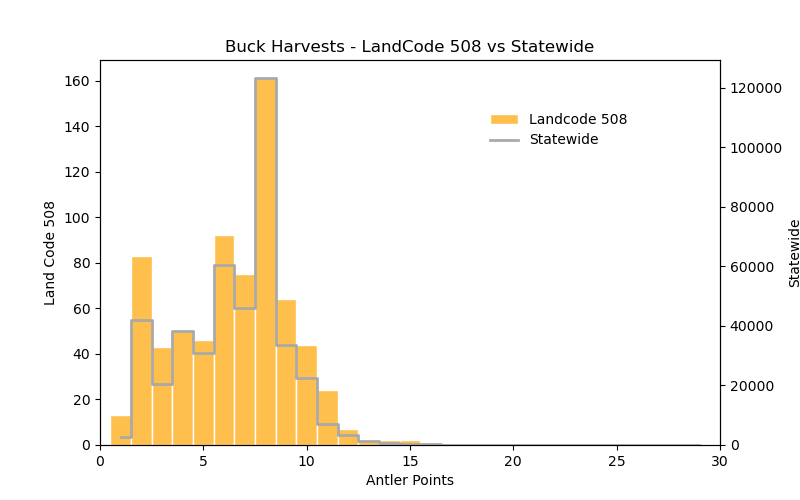 Buck Harvests - LandCode 508 vs Statewide
160
140
120
100
80
60
40
20
0
Land Code 508
120000
100000
80000
60000
40000
20000
0
Statewide
Landcode 508
Statewide
0 5 10 15 20 25 30
Antler Points